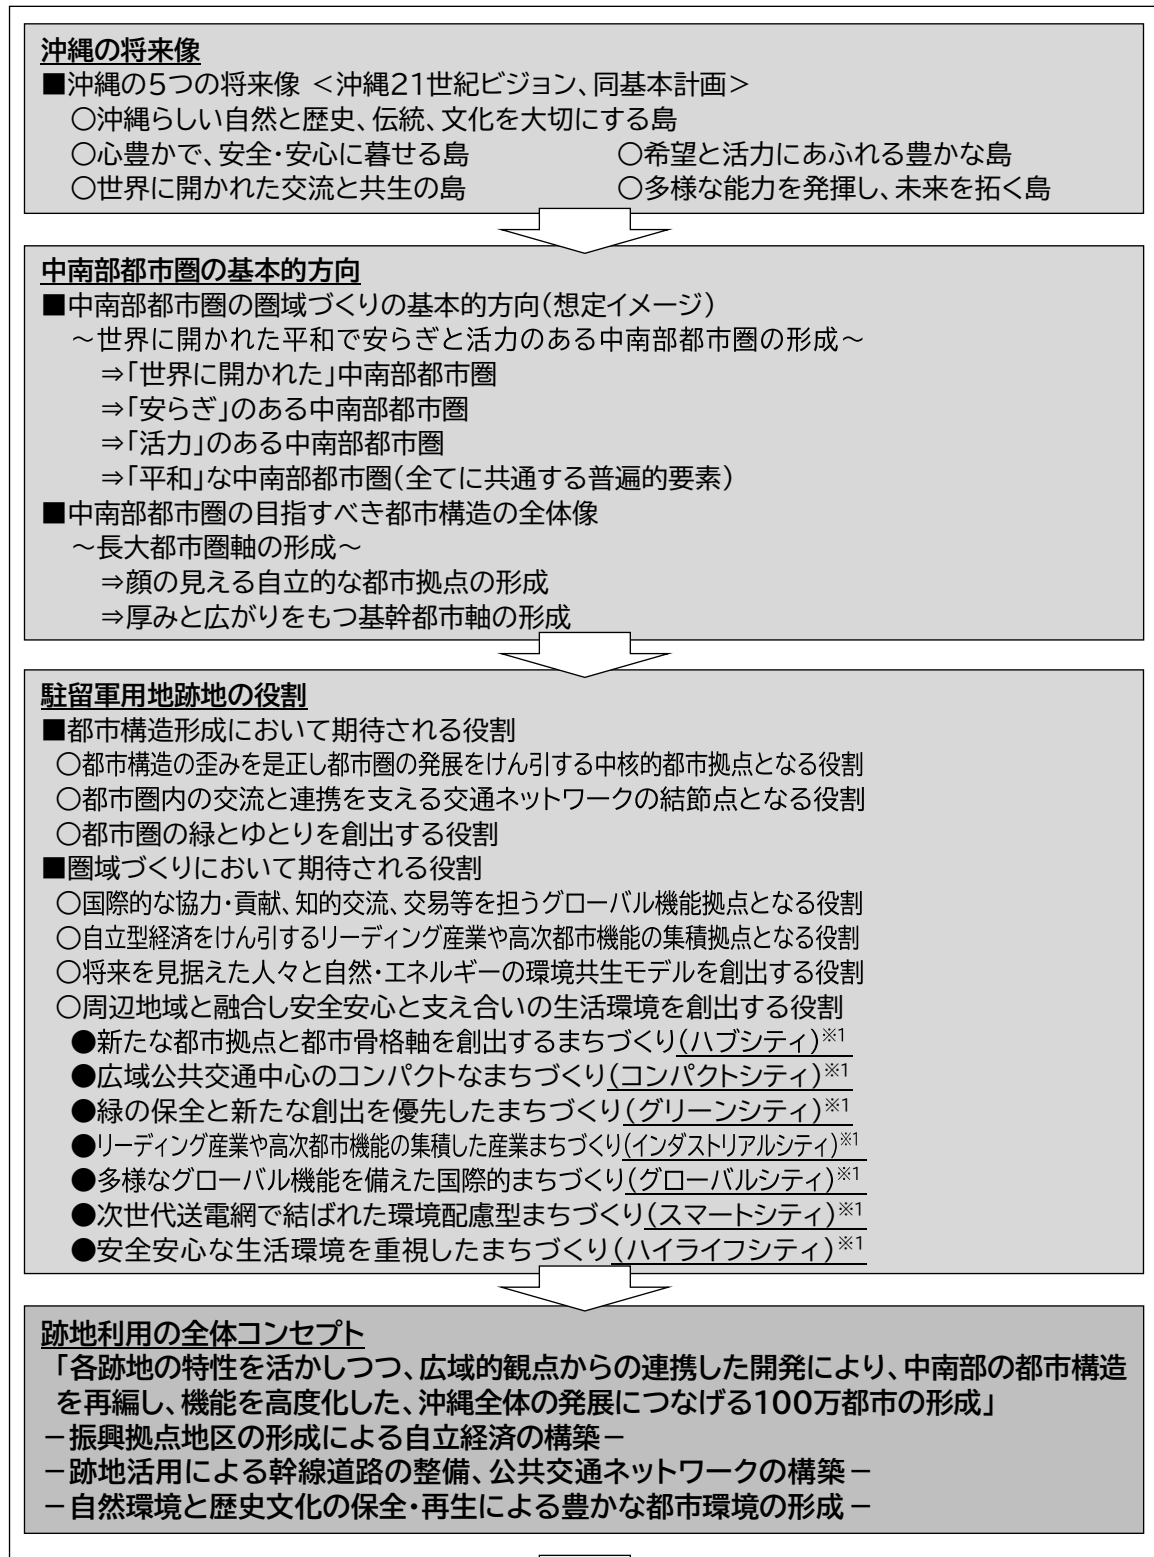 沖縄の将来像
■沖縄の5つの将来像 <沖縄21世紀ビジョン、同基本計画>
○沖縄らしい自然と歴史、伝統、文化を大切にする島
○心豊かで、安全・安心に暮せる島 ○希望と活力にあふれる豊かな島
○世界に開かれた交流と共生の島 ○多様な能力を発揮し、未来を拓く島
中南部都市圏の基本的方向
■中南部都市圏の圏域づくりの基本的方向(想定イメージ)
～世界に開かれた平和で安らぎと活力のある中南部都市圏の形成～
⇒「世界に開かれた」中南部都市圏
⇒「安らぎ」のある中南部都市圏
⇒「活力」のある中南部都市圏
⇒「平和」な中南部都市圏(全てに共通する普遍的要素)
■中南部都市圏の目指すべき都市構造の全体像
～長大都市圏軸の形成～
⇒顔の見える自立的な都市拠点の形成
⇒厚みと広がりをもつ基幹都市軸の形成
駐留軍用地跡地の役割
■都市構造形成において期待される役割
○都市構造の歪みを是正し都市圏の発展をけん引する中核的都市拠点となる役割
○都市圏内の交流と連携を支える交通ネットワークの結節点となる役割
○都市圏の緑とゆとりを創出する役割
■圏域づくりにおいて期待される役割
○国際的な協力・貢献、知的交流、交易等を担うグローバル機能拠点となる役割
○自立型経済をけん引するリーディング産業や高次都市機能の集積拠点となる役割
○将来を見据えた人々と自然・エネルギーの環境共生モデルを創出する役割
○周辺地域と融合し安全安心と支え合いの生活環境を創出する役割
●新たな都市拠点と都市骨格軸を創出するまちづくり(ハブシティ)※1
●広域公共交通中心のコンパクトなまちづくり(コンパクトシティ)※1
●緑の保全と新たな創出を優先したまちづくり(グリーンシティ)※1
●リーディング産業や高次都市機能の集積した産業まちづくり(インダストリアルシティ)※1
●多様なグローバル機能を備えた国際的まちづくり(グローバルシティ)※1
●次世代送電網で結ばれた環境配慮型まちづくり(スマートシティ)※1
●安全安心な生活環境を重視したまちづくり(ハイライフシティ)※1
跡地利用の全体コンセプト
「各跡地の特性を活かしつつ、広域的観点からの連携した開発により、中南部の都市構造
を再編し、機能を高度化した、沖縄全体の発展につなげる100万都市の形成」
－振興拠点地区の形成による自立経済の構築－
－跡地活用による幹線道路の整備、公共交通ネットワークの構築－
－自然環境と歴史文化の保全・再生による豊かな都市環境の形成－